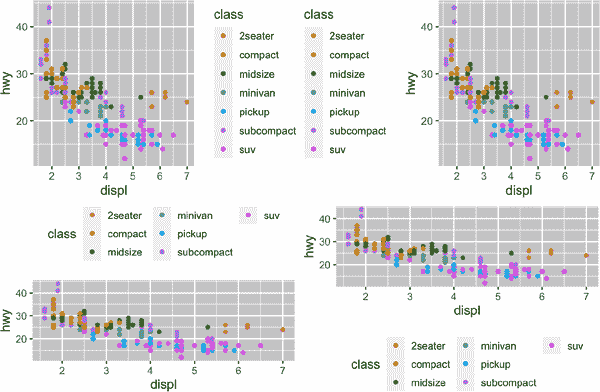 class
2seater
compact
midsize
minivan
pickup
subcompact
suv
hwy
40
30
20
2 3 4 5 6 7
displ
class
2seater
compact
midsize
minivan
pickup
subcompact
suv
hwy
40
30
20
2 3 4 5 6 7
displ
class
2seater minivan suv
compact pickup
midsize subcompact
hwy
40
30
20
2 3 4 5 6 7
displ
hwy
40
30
20
2 3 4 5 6 7
displ
class
2seater minivan suv
compact pickup
midsize subcompact